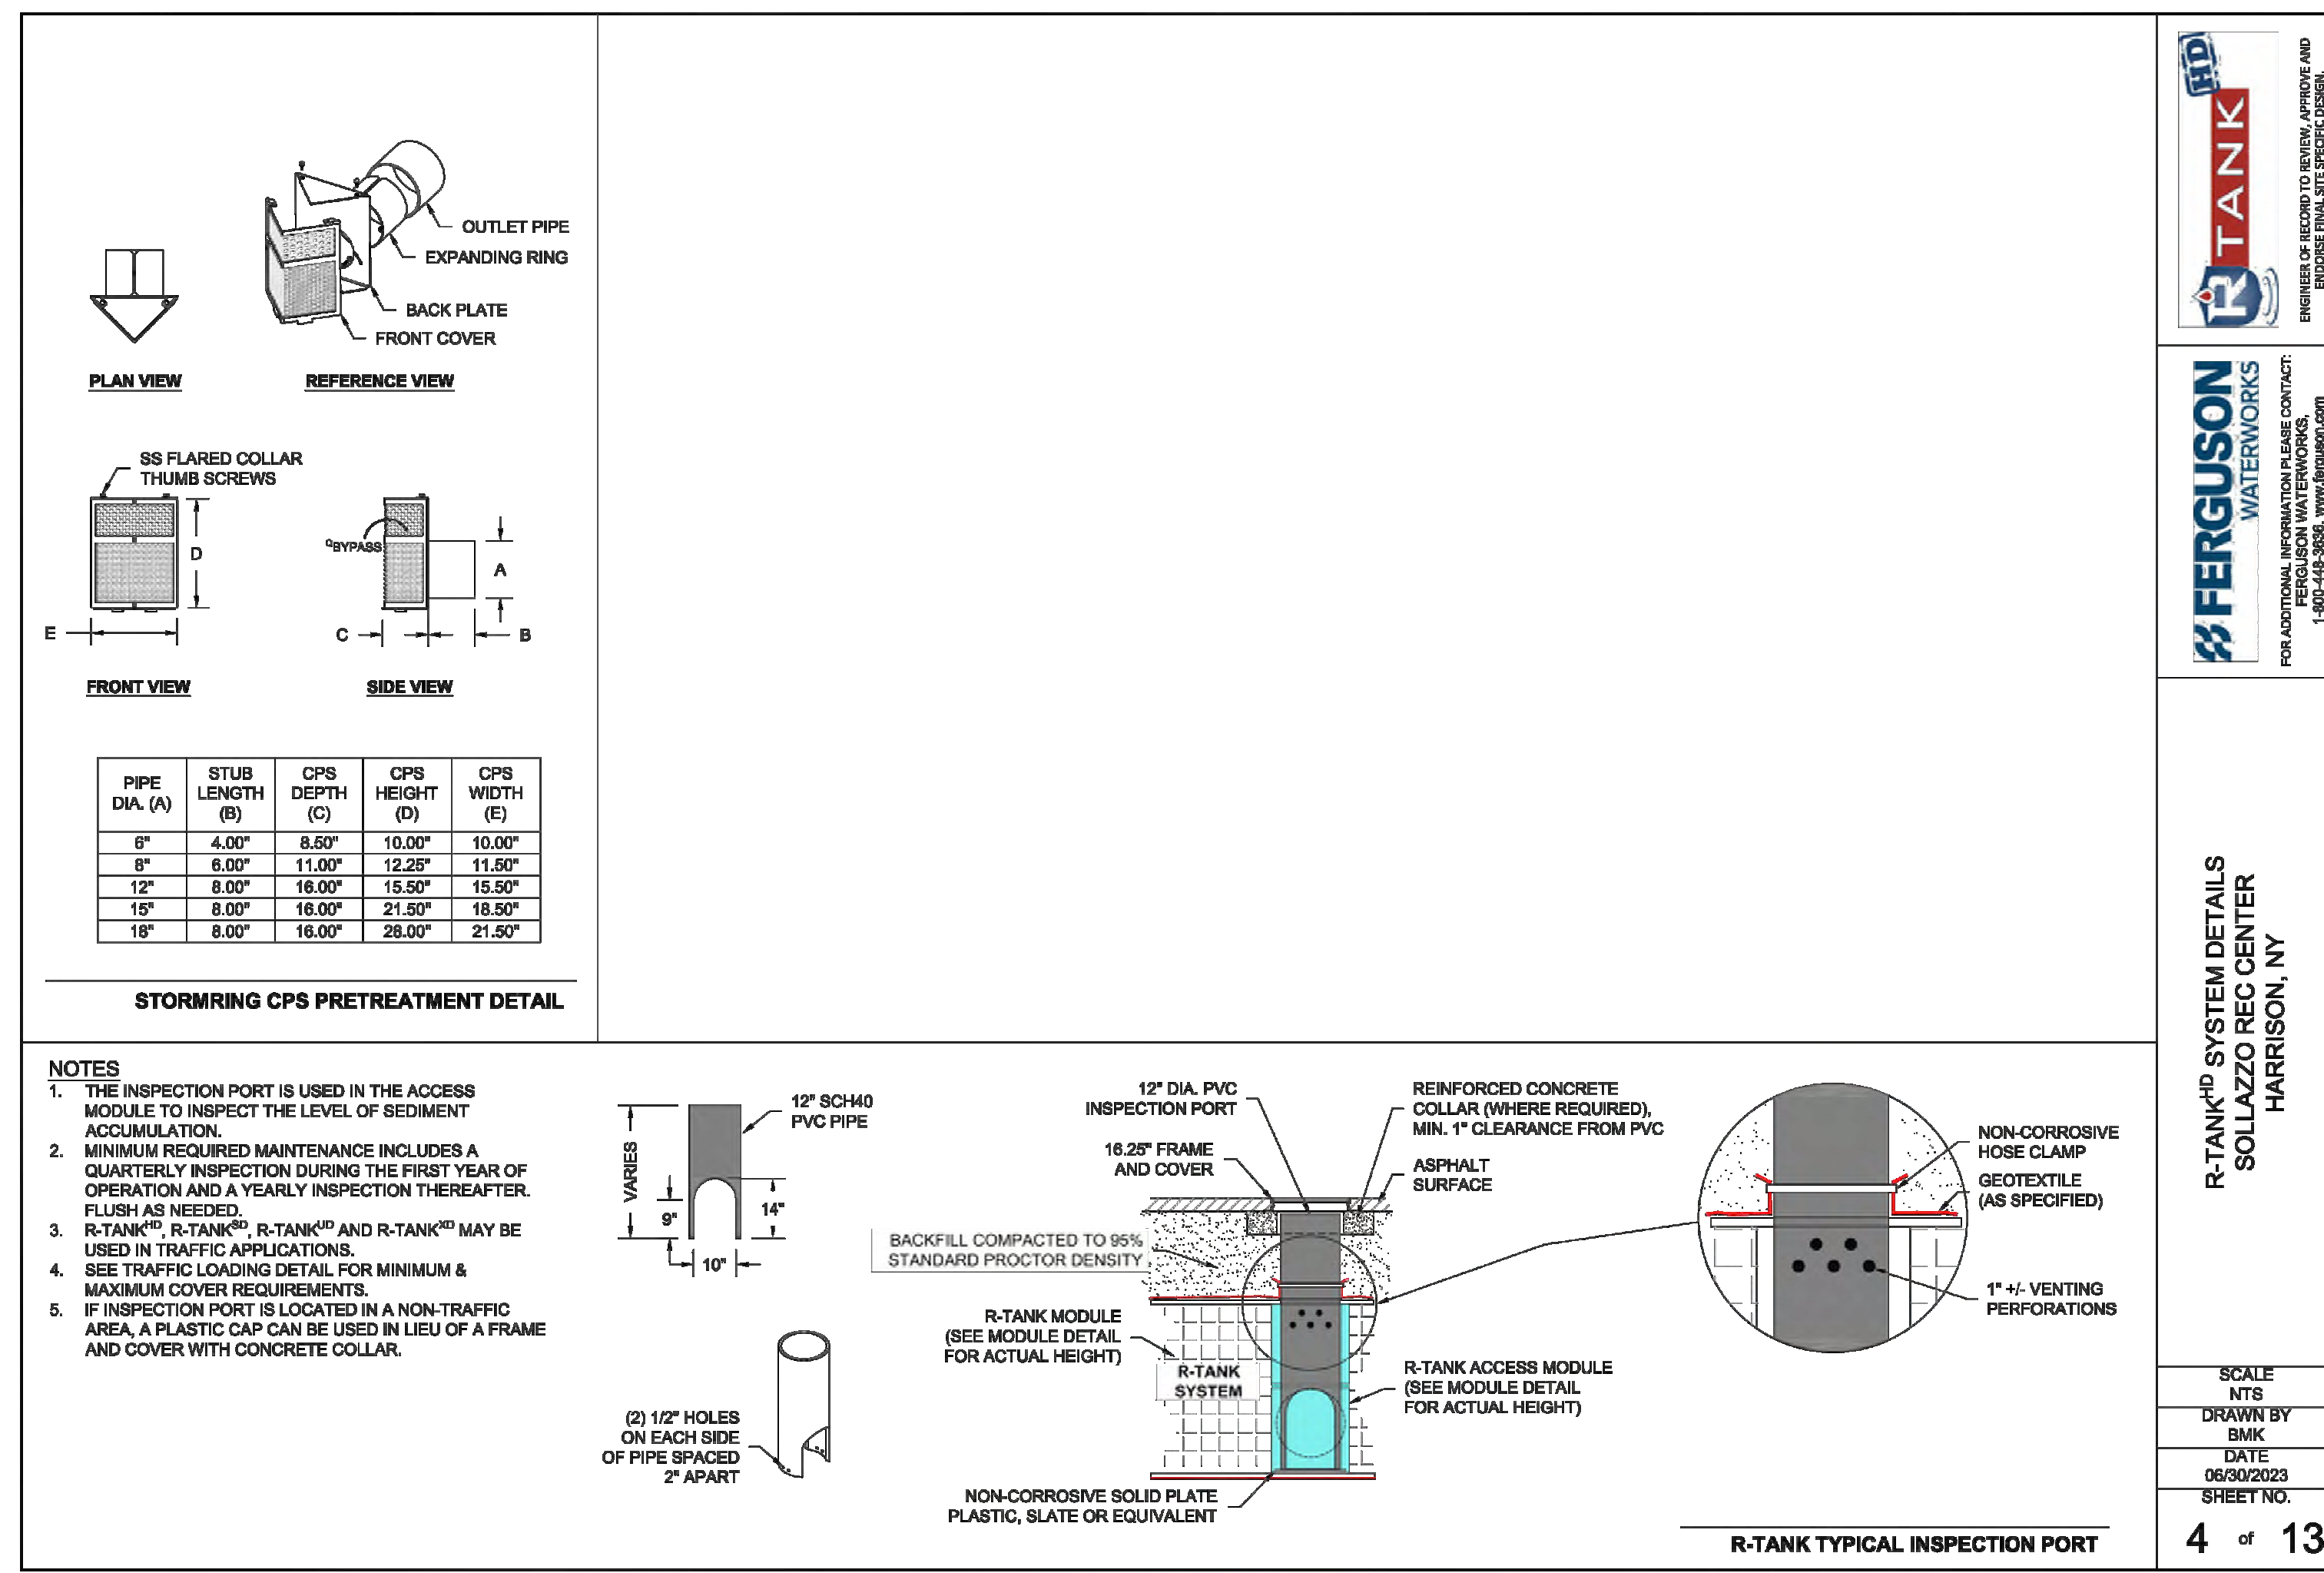 OUTLET PIPE
EXPANDING RING
BACK PLATE
FRONT COVER
PLAN VIEW
REFERENCE VIEW
SS FLARED COLLAR
THUMB SCREWS
D
E
QBYPASS
A
C
B
FRONT VIEW
SIDE VIEW
PIPE DIA. (A) STUB LENGTH (B) CPS DEPTH (C) CPS HEIGHT (D) CPS WIDTH (E)
6" 4.00" 8.50" 10.00" 10.00"
8" 6.00" 11.00" 12.25" 11.50"
12" 8.00" 16.00" 15.50" 15.50"
15" 8.00" 16.00" 21.50" 18.50"
18" 8.00" 16.00" 28.00" 21.50"
STORMRING CPS PRETREATMENT DETAIL
NOTES
1. THE INSPECTION PORT IS USED IN THE ACCESS
MODULE TO INSPECT THE LEVEL OF SEDIMENT
ACCUMULATION.
2. MINIMUM REQUIRED MAINTENANCE INCLUDES A
QUARTERLY INSPECTION DURING THE FIRST YEAR OF
OPERATION AND A YEARLY INSPECTION THEREAFTER.
FLUSH AS NEEDED.
3. R-TANKHD, R-TANKSD, R-TANKUD AND R-TANKXD MAY BE
USED IN TRAFFIC APPLICATIONS.
4. SEE TRAFFIC LOADING DETAIL FOR MINIMUM &
MAXIMUM COVER REQUIREMENTS.
5. IF INSPECTION PORT IS LOCATED IN A NON-TRAFFIC
AREA, A PLASTIC CAP CAN BE USED IN LIEU OF A FRAME
AND COVER WITH CONCRETE COLLAR.
12" SCH40
PVC PIPE
VARIES
9"
14"
10"
(2) 1/2" HOLES
ON EACH SIDE
OF PIPE SPACED
2" APART
12" DIA. PVC
INSPECTION PORT
16.25" FRAME
AND COVER
REINFORCED CONCRETE
COLLAR (WHERE REQUIRED),
MIN. 1" CLEARANCE FROM PVC
ASPHALT
SURFACE
BACKFILL COMPACTED TO 95%
STANDARD PROCTOR DENSITY
R-TANK MODULE
(SEE MODULE DETAIL
FOR ACTUAL HEIGHT)
R-TANK
SYSTEM
R-TANK ACCESS MODULE
(SEE MODULE DETAIL
FOR ACTUAL HEIGHT)
NON-CORROSIVE SOLID PLATE
PLASTIC, SLATE OR EQUIVALENT
NON-CORROSIVE
HOSE CLAMP
GEOTEXTILE
(AS SPECIFIED)
1" +/- VENTING
PERFORATIONS
R-TANK TYPICAL INSPECTION PORT
R TANK HD
ENGINEER OF RECORD TO REVIEW, APPROVE AND
ENDORSE FINAL SITE SPECIFIC DESIGN.
FERGUSON
WATERWORKS
FOR ADDITIONAL INFORMATION PLEASE CONTACT:
FERGUSON WATERWORKS,
1-800-448-3636, www.ferguson.com
R-TANKHD SYSTEM DETAILS
SOLLAZZO REC CENTER
HARRISON, NY
SCALE
NTS
DRAWN BY
BMK
DATE
06/30/2023
SHEET NO.
4 of 13